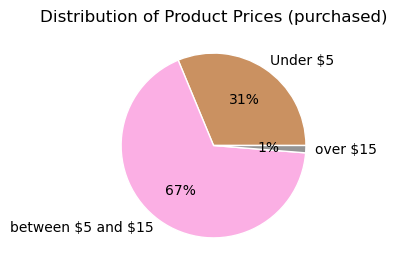 Distribution of Product Prices (purchased)
Under $5
31%
1%
over $15
67%
between $5 and $15